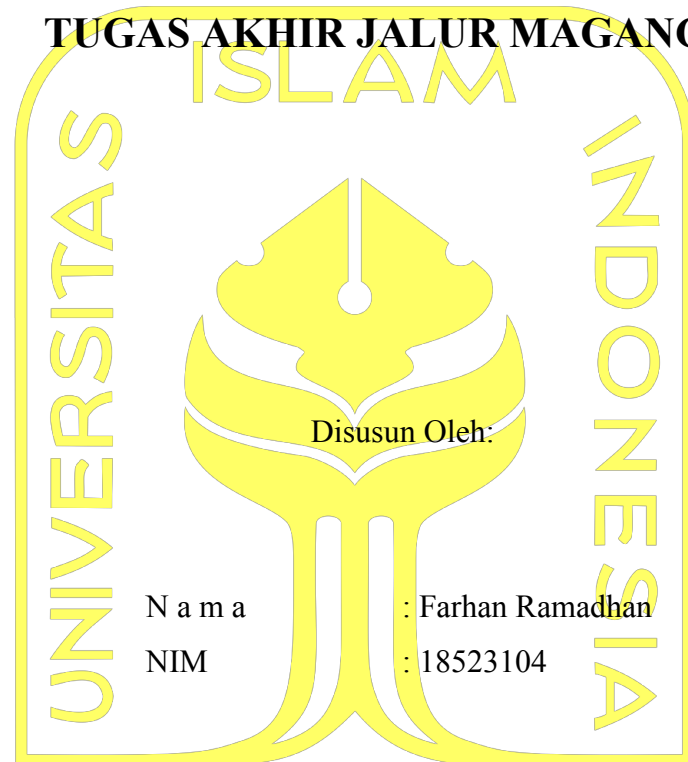 TUGAS AKHIR JALUR MAGANG
UNIVERSITAS
ISLAM
INDONESIA
Disusun Oleh:
N a m a : Farhan Ramadhan
NIM : 18523104